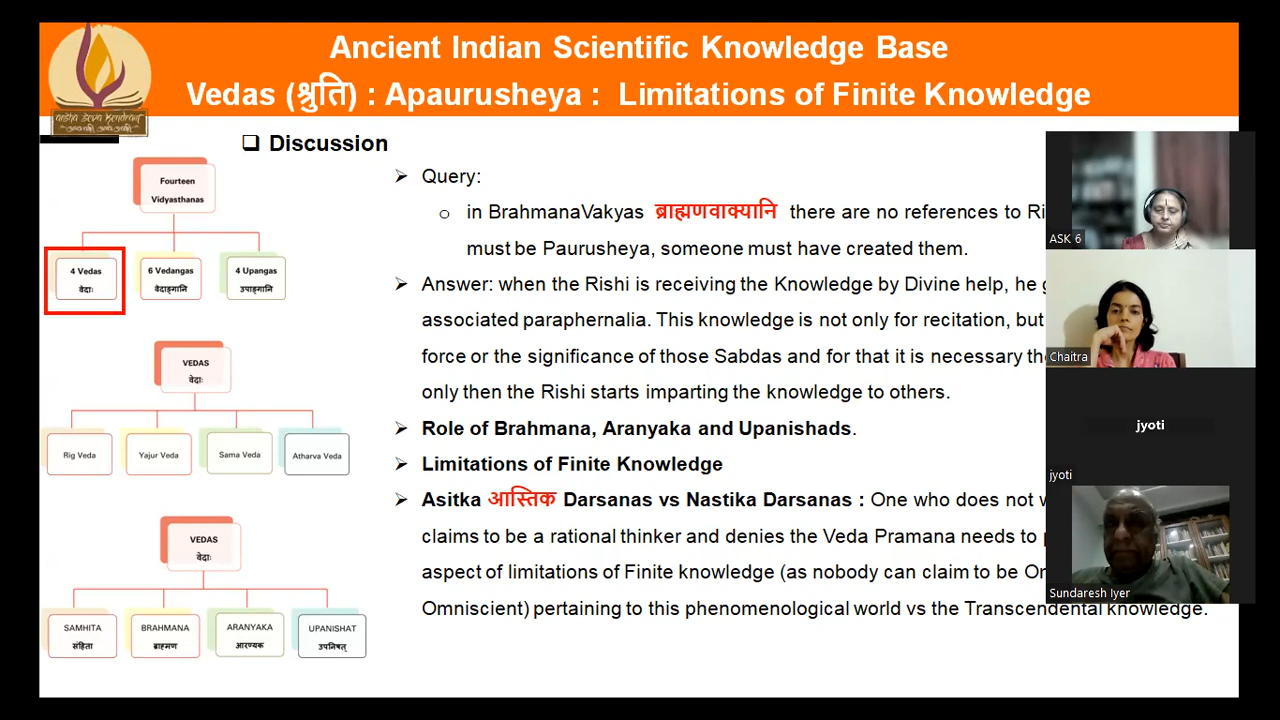 Ancient Indian Scientific Knowledge Base
Vedas (श्रुति) : Apaurusheya : Limitations of Finite Knowledge
Arsha Seva Kendram
Discussion
Fourteen
Vidyasthanas
4 Vedas
वेदाः
6 Vedangas
वेदाङ्गानि
4 Upangas
उपाङ्गानि
VEDAS
वेदाः
Rig Veda
Yajur Veda
Sama Veda
Atharva Veda
VEDAS
वेदाः
SAMHITA
संहिता
BRAHMANA
ब्राह्मण
ARANYAKA
आरण्यक
UPANISHAT
उपनिषत्
Query:
in BrahmanaVakyas ब्राह्मणवाक्यानि there are no references to
must be Paurusheya, someone must have created them.
Answer: when the Rishi is receiving the Knowledge by Divine help, he
associated paraphernalia. This knowledge is not only for recitation, but
force or the significance of those Sabdas and for that it is necessary
only then the Rishi starts imparting the knowledge to others.
Role of Brahmana, Aranyaka and Upanishads.
Limitations of Finite Knowledge
Asitka आस्तिक Darsanas vs Nastika Darsanas : One who does not
claims to be a rational thinker and denies the Veda Pramana needs to
aspect of limitations of Finite knowledge (as nobody can claim to be
Omniscient) pertaining to this phenomenological world vs the Transcendental knowledge.
ASK 6
Chaitra
jyoti
jyoti
Sundaresh Iyer